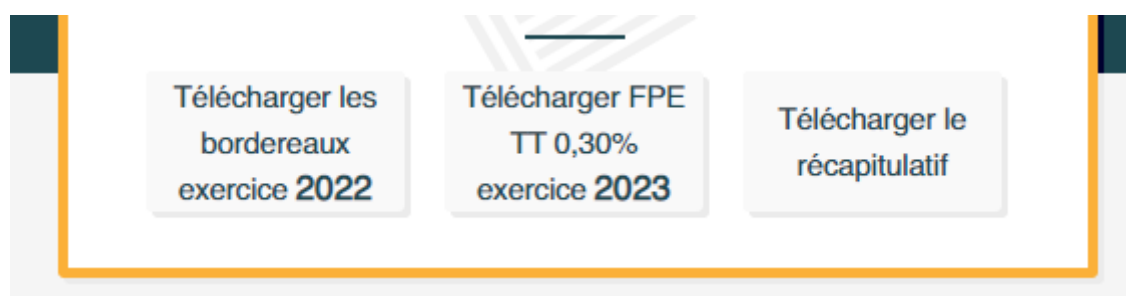 Télécharger les
bordereaux
exercice 2022
Télécharger FPE
TT 0,30%
exercice 2023
Télécharger le
récapitulatif